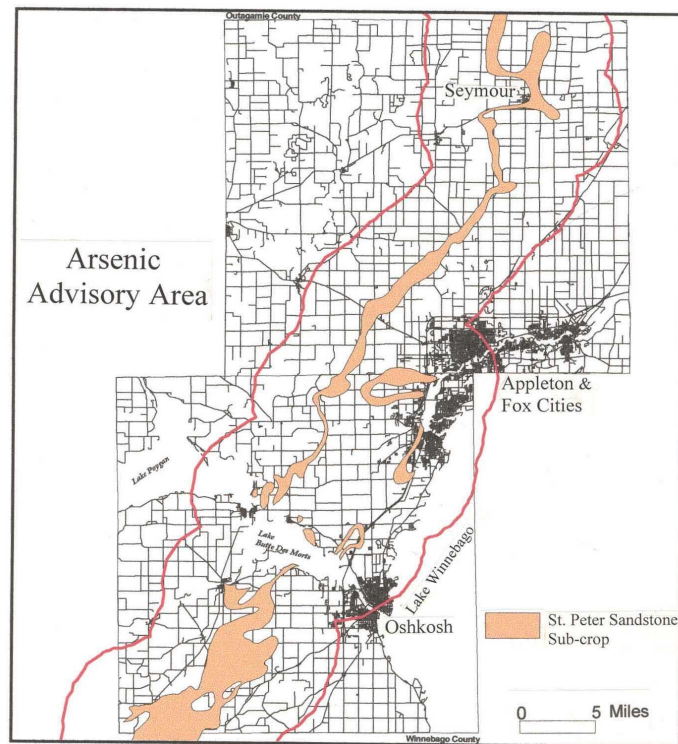 Outagamie County
Seymour
Arsenic
Advisory Area
Appleton &
Fox Cities
Lake Poygan
Lake
Butte Des Morts
Lake Winnebago
Oshkosh
St. Peter Sandstone
Sub-crop
0 5 Miles
Winnebago County